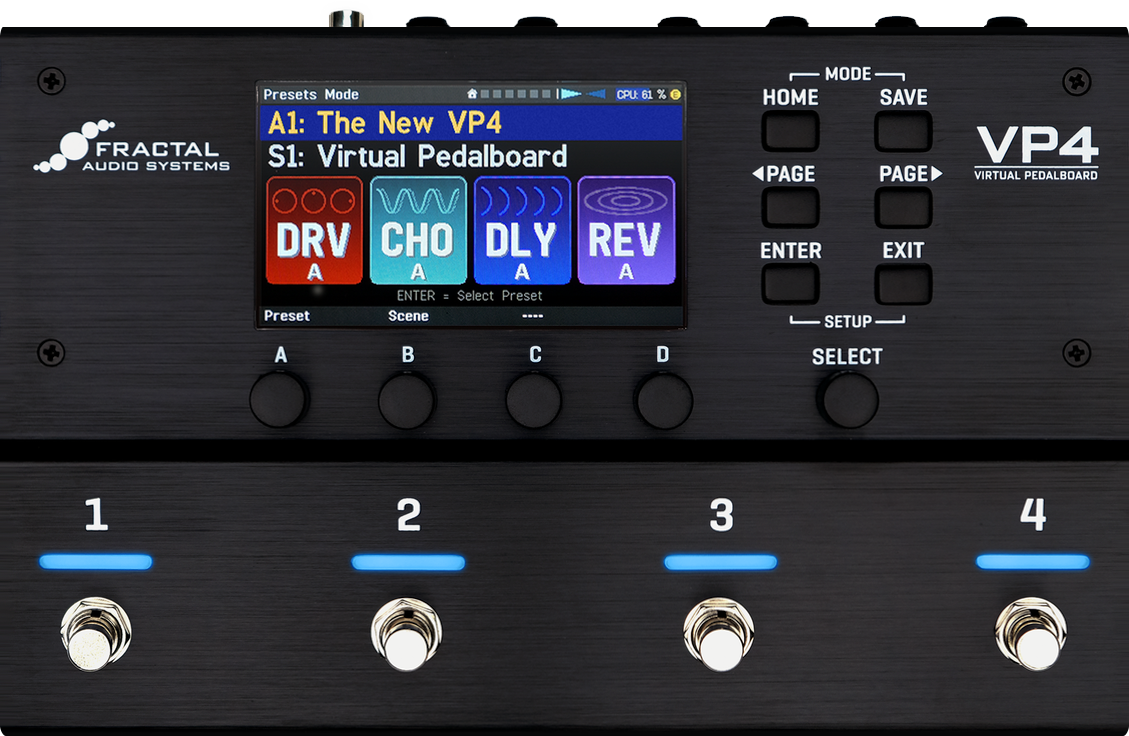 Presets Mode CPU: 61 % E
A1: The New VP4
S1: Virtual Pedalboard
DRV CHO DLY REV
A A A A
ENTER = Select Preset
Preset Scene ----
FRACTAL
AUDIO SYSTEMS
A B C D
MODE
HOME SAVE
PAGE PAGE
ENTER EXIT
SETUP
SELECT
VP4
VIRTUAL PEDALBOARD
1 2 3 4